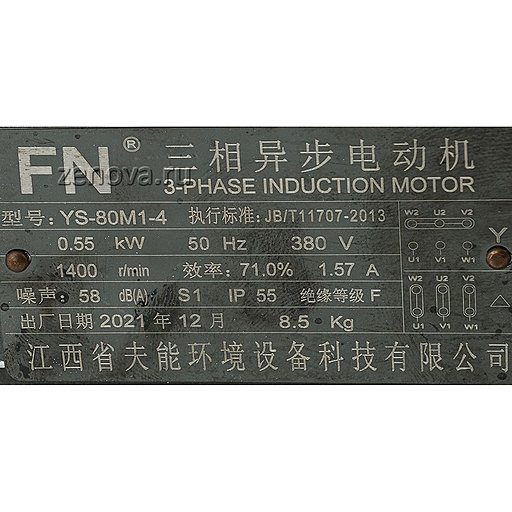 FN® 三相异步电动机
3-PHASE INDUCTION MOTOR
zenova.ru
型号: YS-80M1-4 执行标准: JB/T11707-2013
0.55 kW 50 Hz 380 V
1400 r/min 效率: 71.0% 1.57 A
噪声: 58 dB(A) S1 IP 55 绝缘等级 F
出厂日期 2021 年 12 月 8.5 Kg
江西省夫能环境设备科技有限公司
W2 U2 V2
U1 V1 W1
Y
W2 U2 V2
U1 V1 W1
△